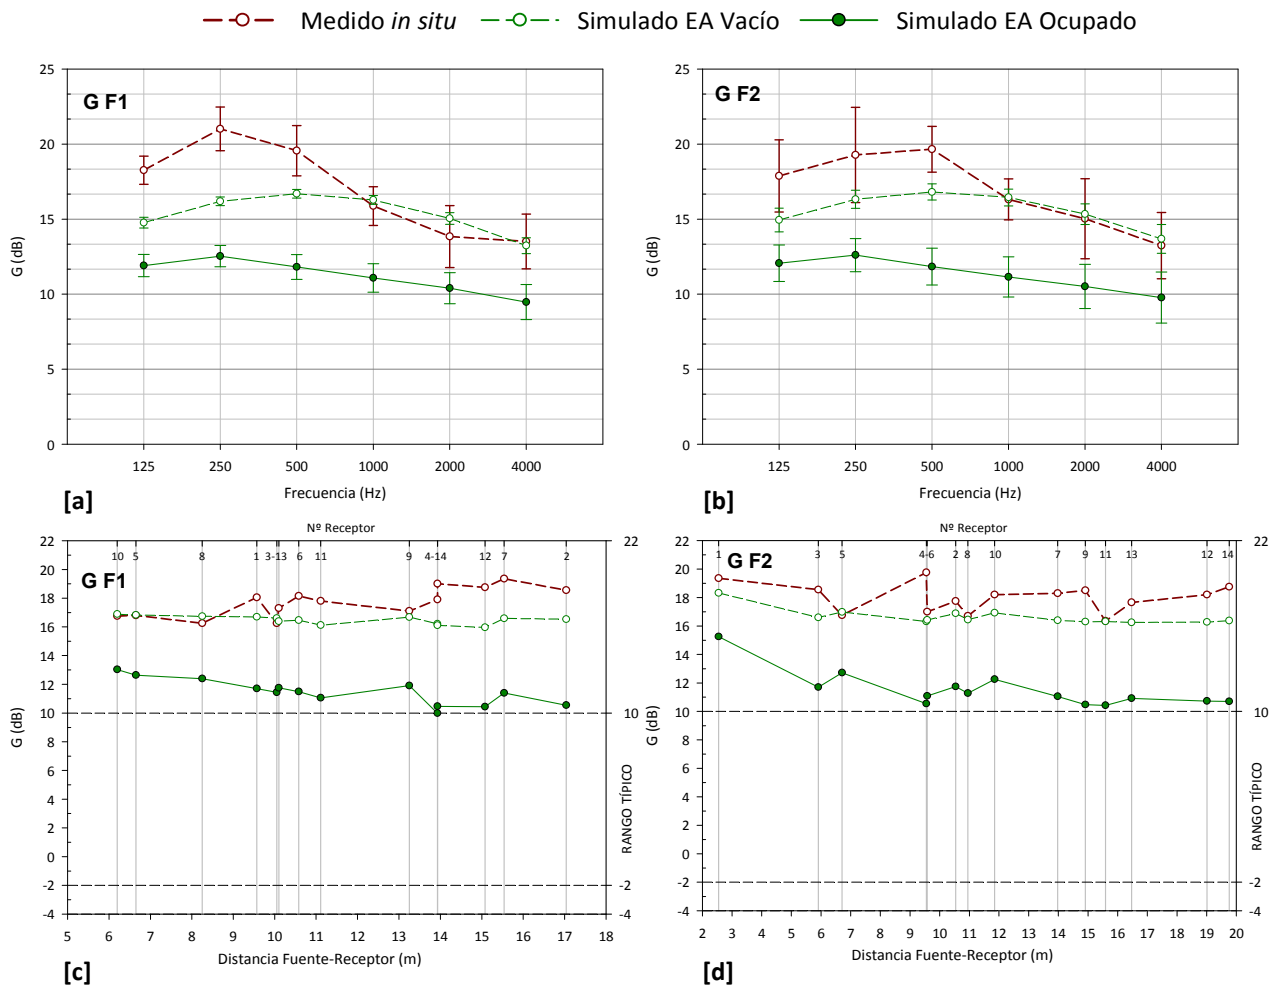 Medido in situ Simulado EA Vacío Simulado EA Ocupado
G F1
25
20
15
10
5
0
G (dB)
125 250 500 1000 2000 4000
Frecuencia (Hz)
[a]
G F2
25
20
15
10
5
0
G (dB)
125 250 500 1000 2000 4000
Frecuencia (Hz)
[b]
Nº Receptor
10 5 8 1 3-13 6 11 9 4-14 12 7 2
G F1
22
20
18
16
14
12
10
8
6
4
2
0
-2
-4
G (dB)
22
10
-2
-4
RANGO TÍPICO
5 6 7 8 9 10 11 12 13 14 15 16 17 18
Distancia Fuente-Receptor (m)
[c]
Nº Receptor
1 3 5 4-6 2 8 10 7 9 11 13 12 14
G F2
22
20
18
16
14
12
10
8
6
4
2
0
-2
-4
G (dB)
22
10
-2
-4
RANGO TÍPICO
2 3 4 5 6 7 8 9 10 11 12 13 14 15 16 17 18 19 20
Distancia Fuente-Receptor (m)
[d]